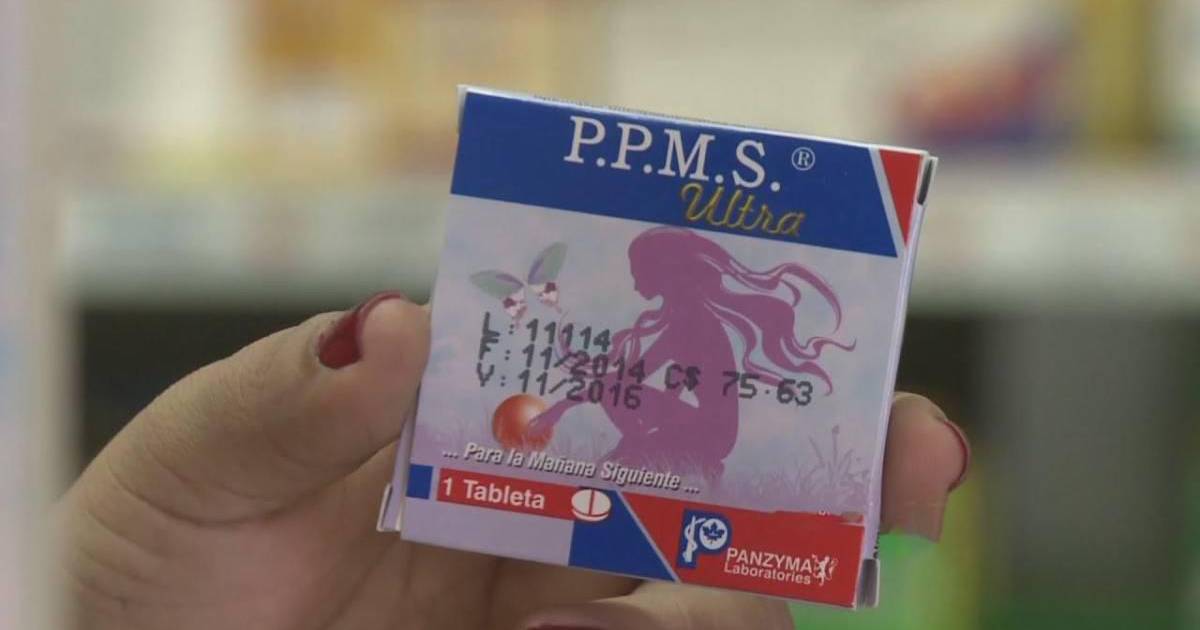 P.P.M.S.®
Ultra
L: 11114
F: 11/2014 C$ 75.63
V: 11/2016
... Para la Mañana Siguiente ...
1 Tableta
PANZYMA
Laboratories